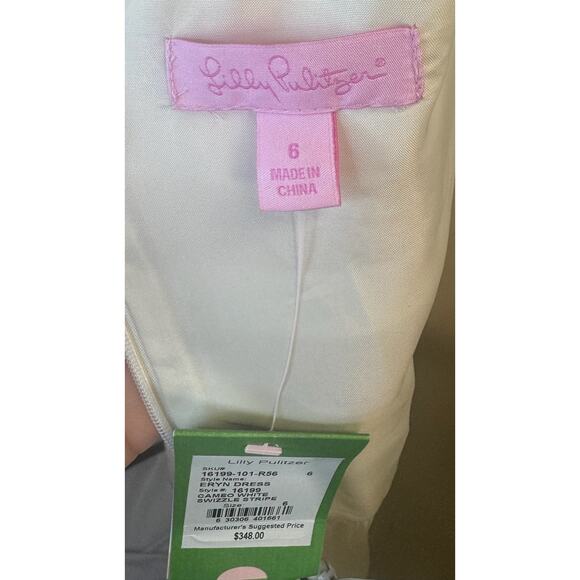 Lilly Pulitzer®
6
MADE IN
CHINA
Lilly Pulitzer
SKU#
16199-101-R56 6
Style Name:
ERYN DRESS
Style #: 16199
CAMEO WHITE
SWIZZLE STRIPE
Size 6
6 30306 401661
Manufacturer's Suggested Price
$348.00